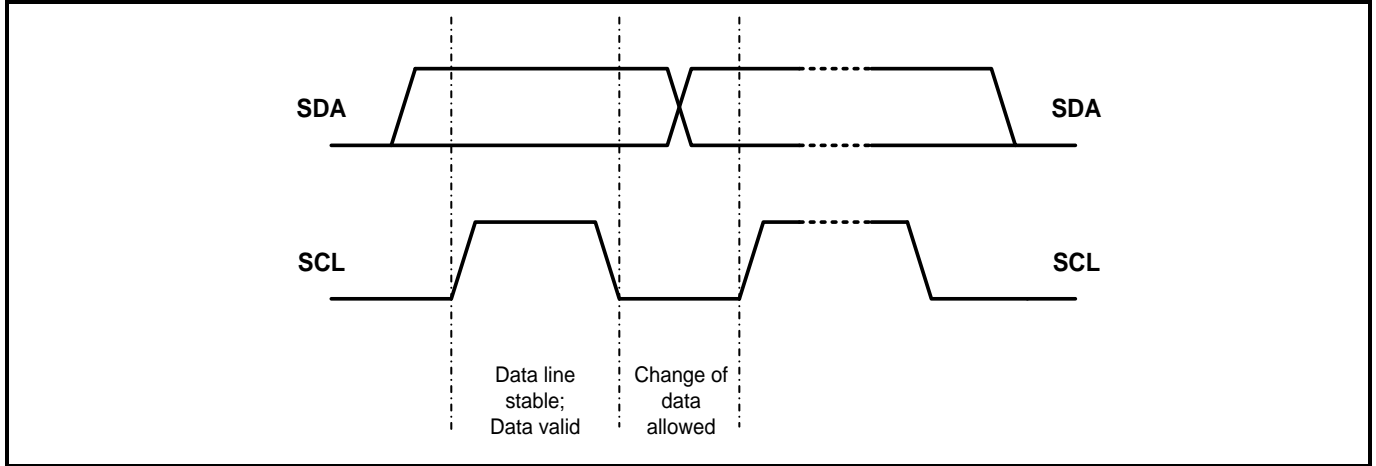 SDA
SDA
SCL
SCL
Data line
stable;
Data valid
Change of
data
allowed